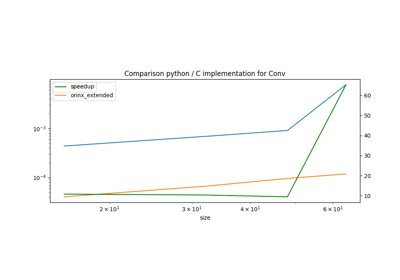 Comparison python / C implementation for Conv
speedup
onnx_extended
10⁻³
10⁻⁴
60
50
40
30
20
10
2 × 10¹
3 × 10¹
4 × 10¹
6 × 10¹
size